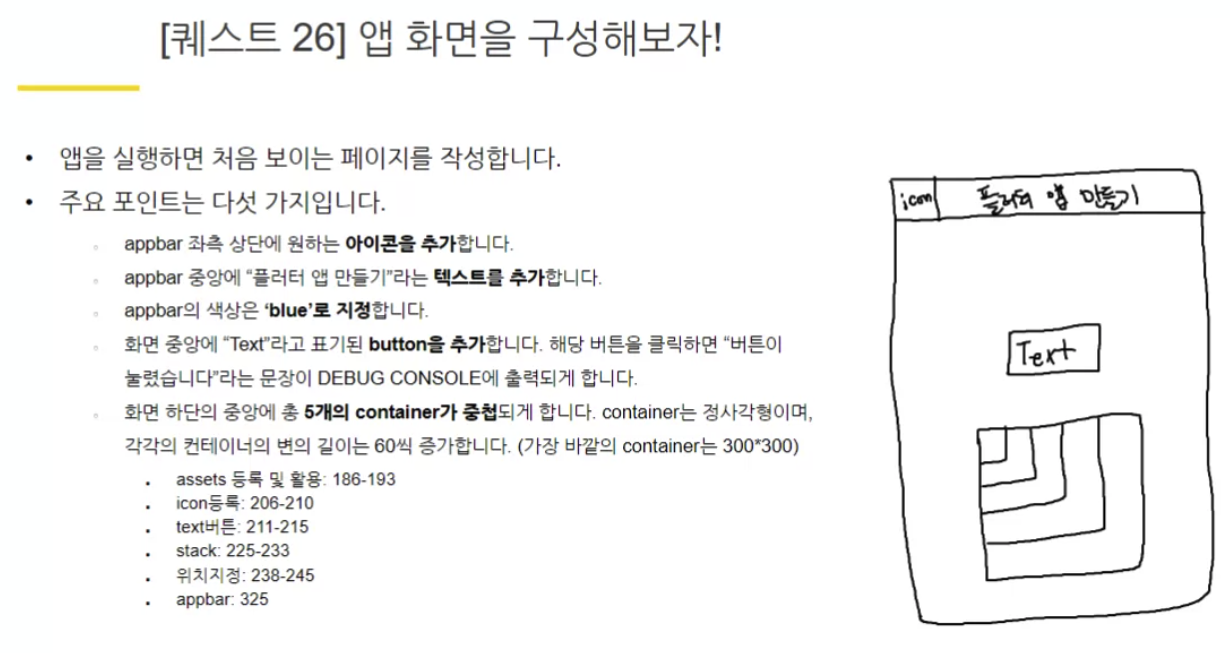 [퀘스트 26] 앱 화면을 구성해보자!
• 앱을 실행하면 처음 보이는 페이지를 작성합니다.
• 주요 포인트는 다섯 가지입니다.
◦ appbar 좌측 상단에 원하는 아이콘을 추가합니다.
◦ appbar 중앙에 “플러터 앱 만들기”라는 텍스트를 추가합니다.
◦ appbar의 색상은 ‘blue’로 지정합니다.
◦ 화면 중앙에 “Text”라고 표기된 button을 추가합니다. 해당 버튼을 클릭하면 “버튼이
눌렸습니다”라는 문장이 DEBUG CONSOLE에 출력되게 합니다.
◦ 화면 하단의 중앙에 총 5개의 container가 중첩되게 합니다. container는 정사각형이며,
각각의 컨테이너의 변의 길이는 60씩 증가합니다. (가장 바깥의 container는 300*300)
▪ assets 등록 및 활용: 186-193
▪ icon등록: 206-210
▪ text버튼: 211-215
▪ stack: 225-233
▪ 위치지정: 238-245
▪ appbar: 325
icon 플러터 앱 만들기
Text